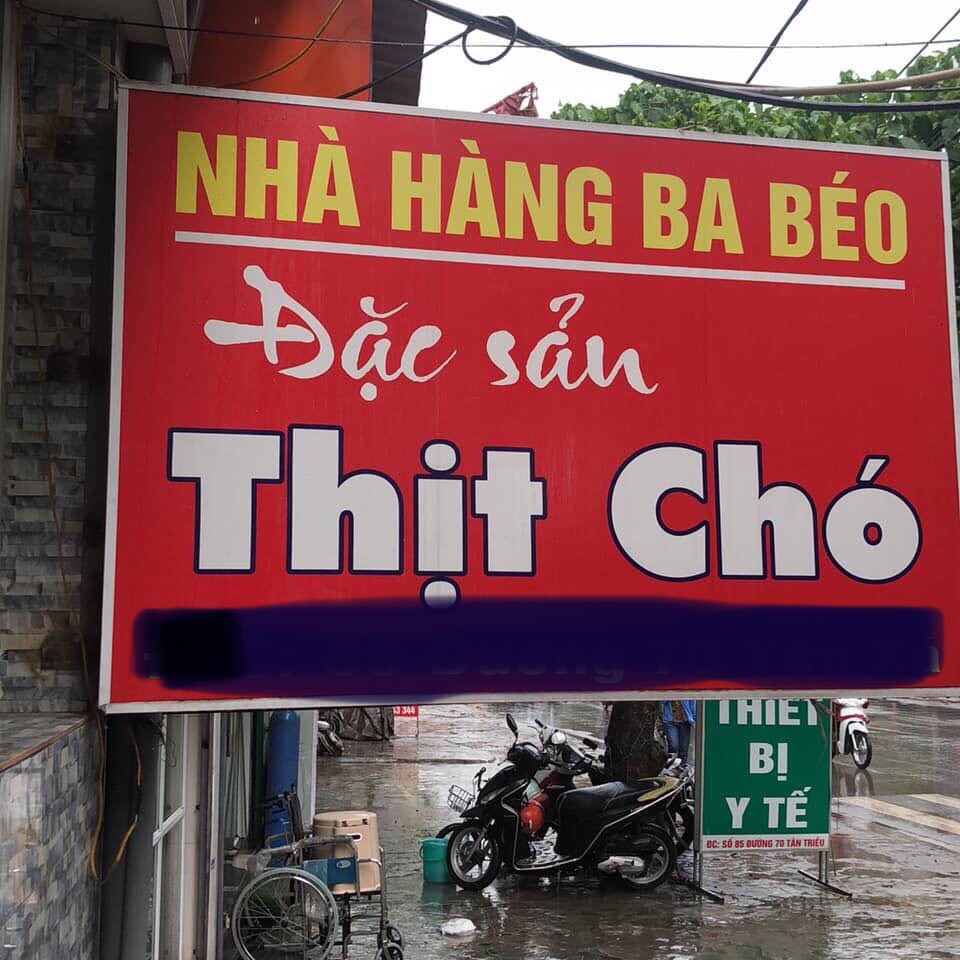 NHÀ HÀNG BA BÉO
Đặc sản
Thịt Chó
THIẾT
BỊ
Y TẾ
ĐC: SỐ 85 ĐƯỜNG 70 TÂN TRIỀU